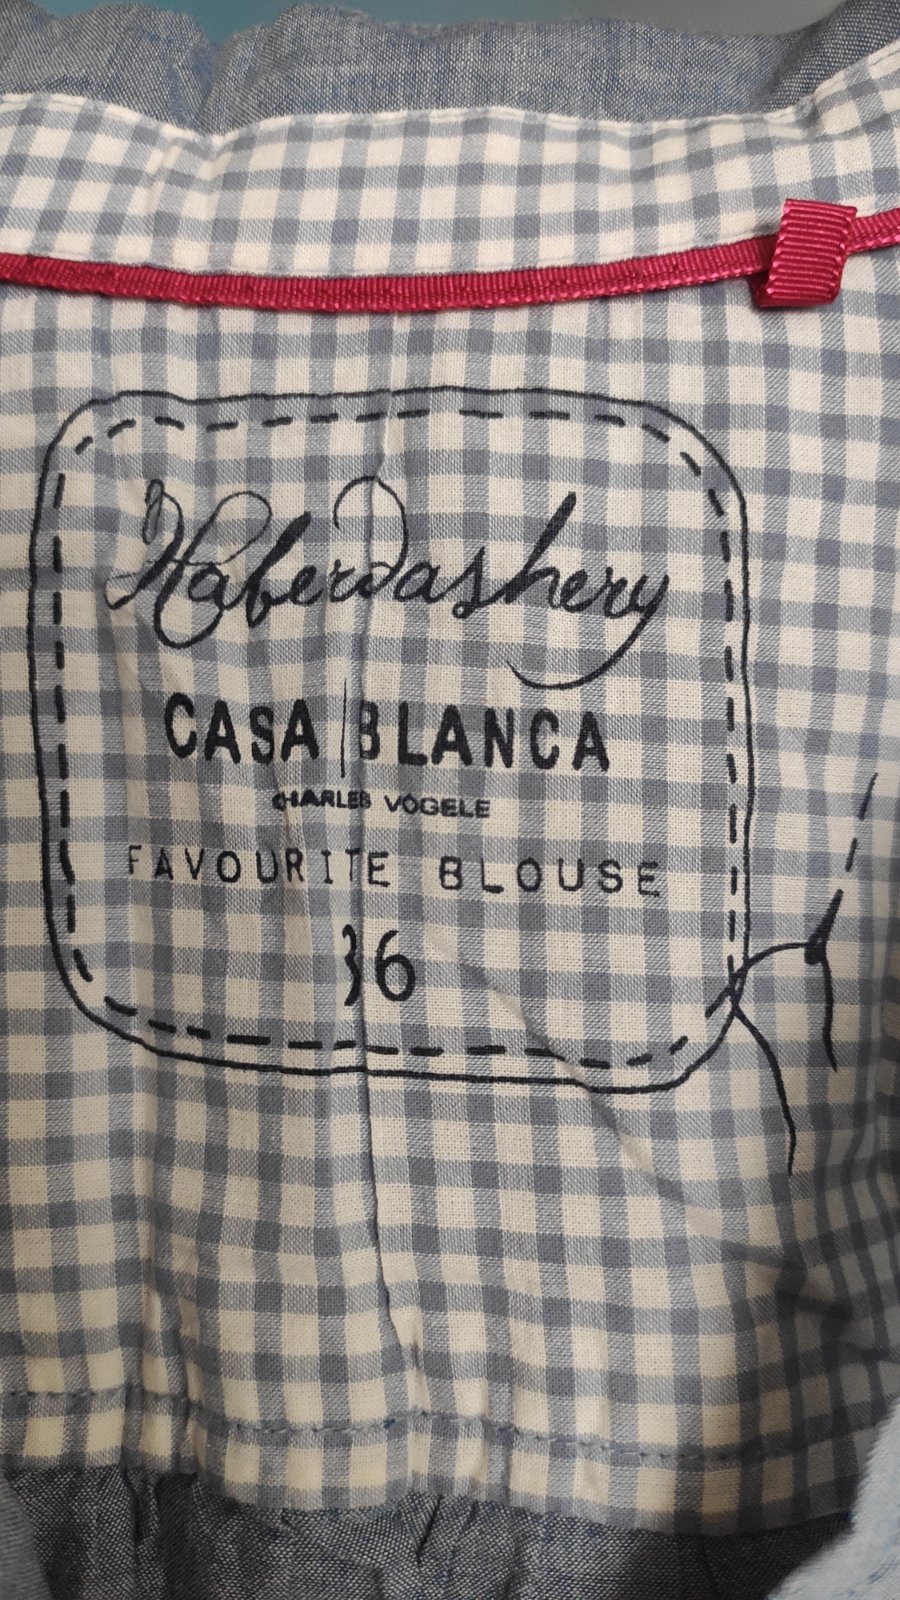 Haberdashery
CASA BLANCA
CHARLES VÖGELE
FAVOURITE BLOUSE
36